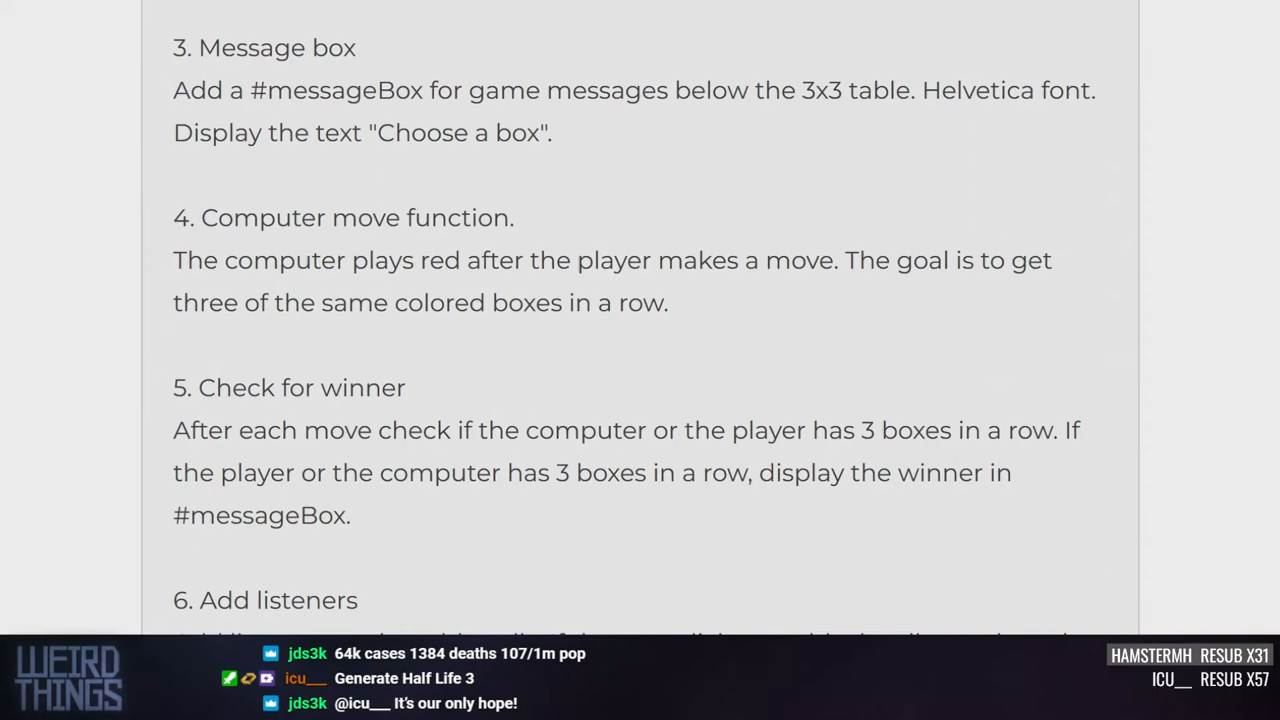 3. Message box
Add a #messageBox for game messages below the 3x3 table. Helvetica font.
Display the text "Choose a box".
4. Computer move function.
The computer plays red after the player makes a move. The goal is to get
three of the same colored boxes in a row.
5. Check for winner
After each move check if the computer or the player has 3 boxes in a row. If
the player or the computer has 3 boxes in a row, display the winner in
#messageBox.
6. Add listeners
WEIRD
THINGS
jds3k 64k cases 1384 deaths 107/1m pop
icu___ Generate Half Life 3
jds3k @icu___ It's our only hope!
HAMSTERMH RESUB X31
ICU__ RESUB X57